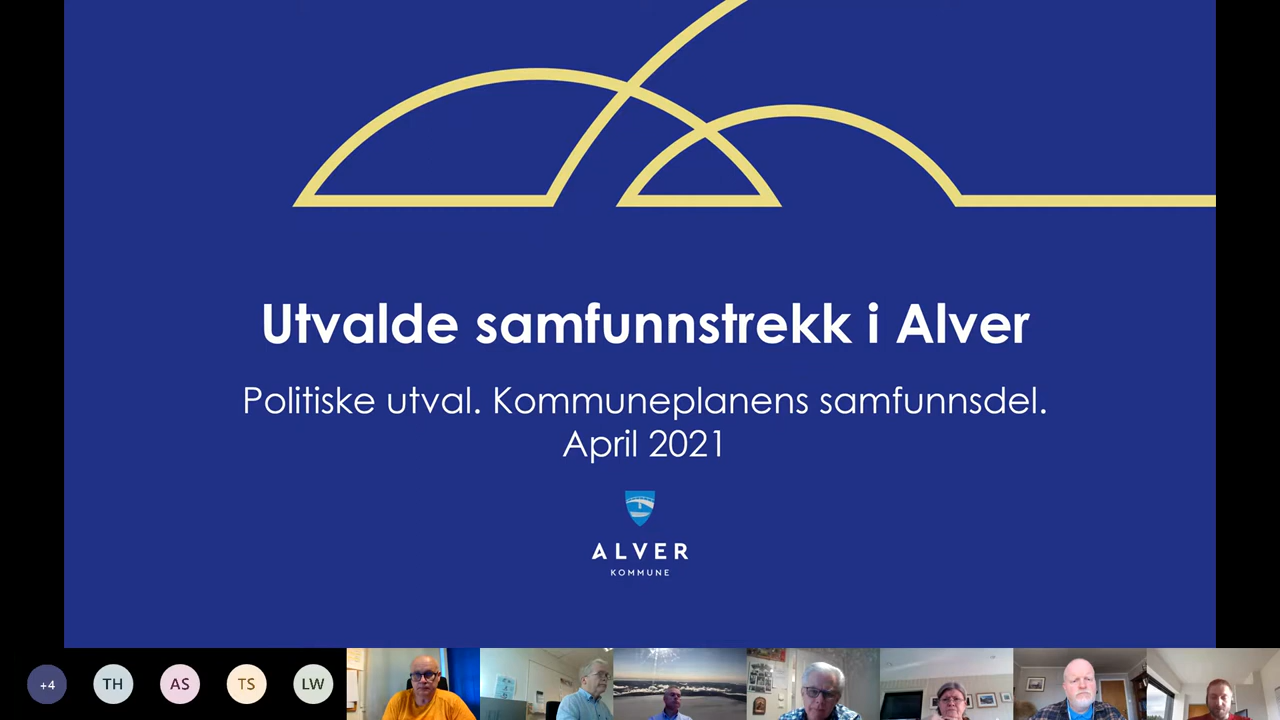 Utvalde samfunnstrekk i Alver
Politiske utval. Kommuneplanens samfunnsdel.
April 2021
ALVER
KOMMUNE
+4
TH
AS
TS
LW